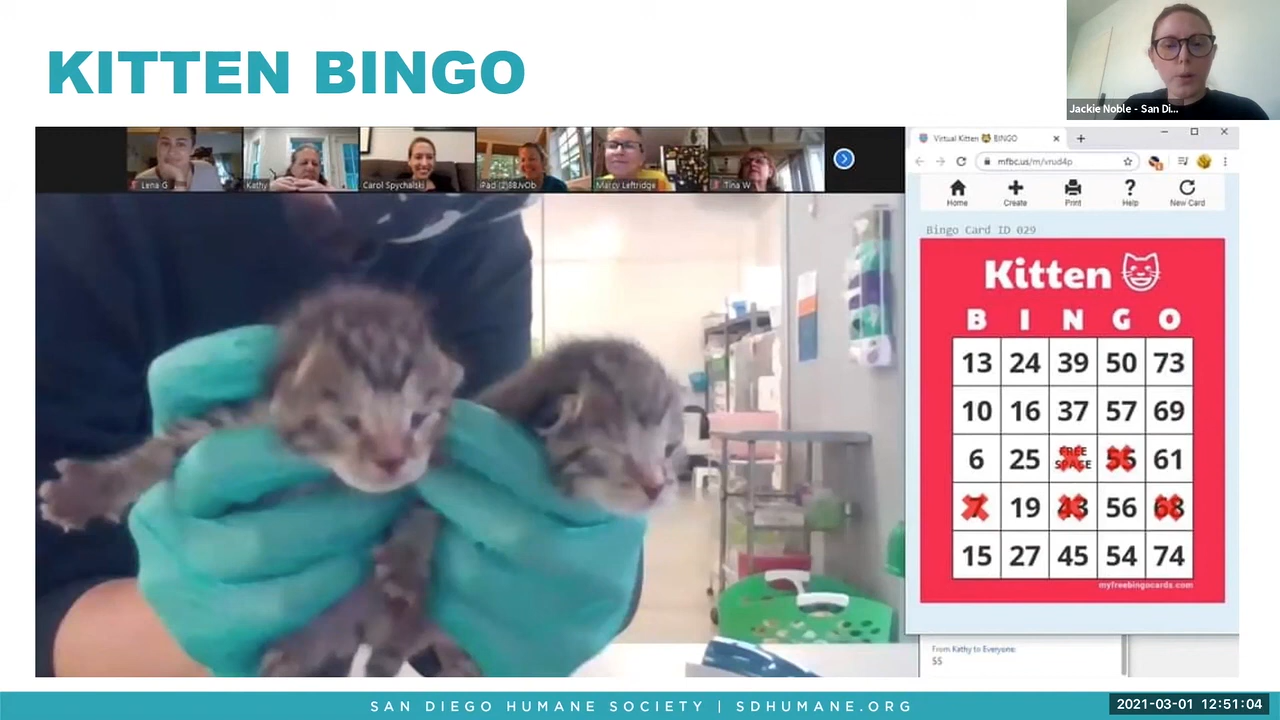 KITTEN BINGO
Jackie Noble - San Di...
Lena G
Kathy
Carol Spychalski
iPad (2)88JvOb
Marcy Leftridge
Tina W
Virtual Kitten 😺 BINGO
mfbc.us/m/vrud4p
Home Create Print Help New Card
Bingo Card ID 029
Kitten
B I N G O
13 24 39 50 73
10 16 37 57 69
6 25 FREE SPACE 55 61
7 19 43 56 68
15 27 45 54 74
myfreebingocards.com
From Kathy to Everyone:
55
SAN DIEGO HUMANE SOCIETY | SDHUMANE.ORG
2021-03-01 12:51:04